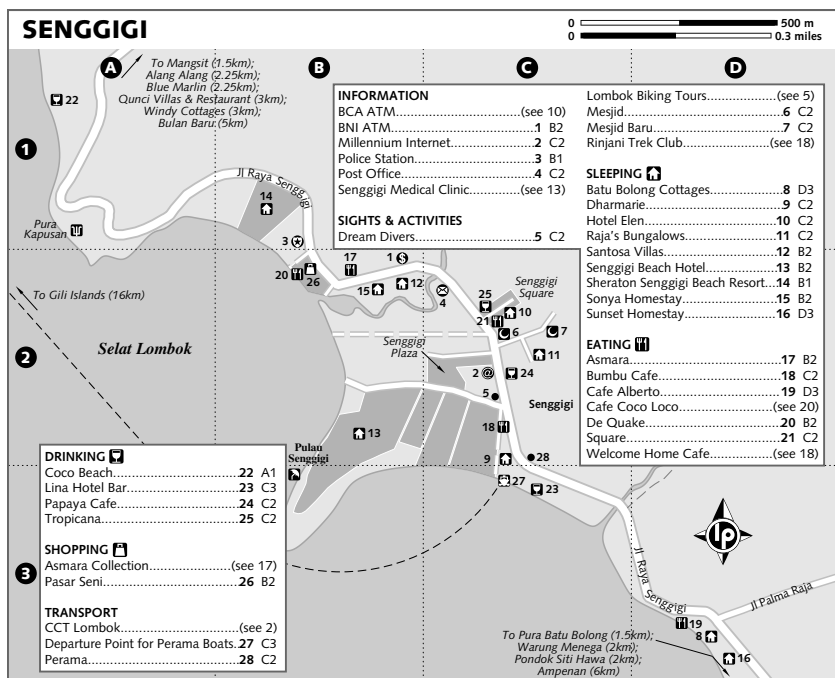 SENGGIGI
0 500 m
0 0.3 miles
A
B
C
D
1
2
3
To Mangsit (1.5km);
Alang Alang (2.25km);
Blue Marlin (2.25km);
Qunci Villas & Restaurant (3km);
Windy Cottages (3km);
Bulan Baru (5km)
22
Jl Raya Senggigi
14
Pura
Kapusan
3
20
26
17
1
15
12
4
25
Senggigi
Square
10
21
6
7
11
To Gili Islands (16km)
Selat Lombok
Senggigi
Plaza
2
24
5
Senggigi
13
18
Pulau
Senggigi
9
28
27
23
Jl Raya Senggigi
Jl Palma Raja
lp
19
8
16
To Pura Batu Bolong (1.5km);
Warung Menega (2km);
Pondok Siti Hawa (2km);
Ampenan (6km)
INFORMATION
BCA ATM..............................(see 10)
BNI ATM.................................1 B2
Millennium Internet................2 C2
Police Station..........................3 B1
Post Office..............................4 C2
Senggigi Medical Clinic..........(see 13)
SIGHTS & ACTIVITIES
Dream Divers...........................5 C2
Lombok Biking Tours..............(see 5)
Mesjid.....................................6 C2
Mesjid Baru.............................7 C2
Rinjani Trek Club....................(see 18)
SLEEPING
Batu Bolong Cottages..............8 D3
Dharmarie...............................9 C2
Hotel Elen..............................10 C2
Raja's Bungalows...................11 C2
Santosa Villas........................12 B2
Senggigi Beach Hotel.............13 B2
Sheraton Senggigi Beach Resort...14 B1
Sonya Homestay....................15 B2
Sunset Homestay...................16 D3
EATING
Asmara...................................17 B2
Bumbu Cafe...........................18 C2
Cafe Alberto...........................19 D3
Cafe Coco Loco.....................(see 20)
De Quake...............................20 B2
Square...................................21 C2
Welcome Home Cafe.............(see 18)
DRINKING
Coco Beach............................22 A1
Lina Hotel Bar........................23 C3
Papaya Cafe..........................24 C2
Tropicana...............................25 C2
SHOPPING
Asmara Collection..................(see 17)
Pasar Seni..............................26 B2
TRANSPORT
CCT Lombok..........................(see 2)
Departure Point for Perama Boats..27 C3
Perama..................................28 C2